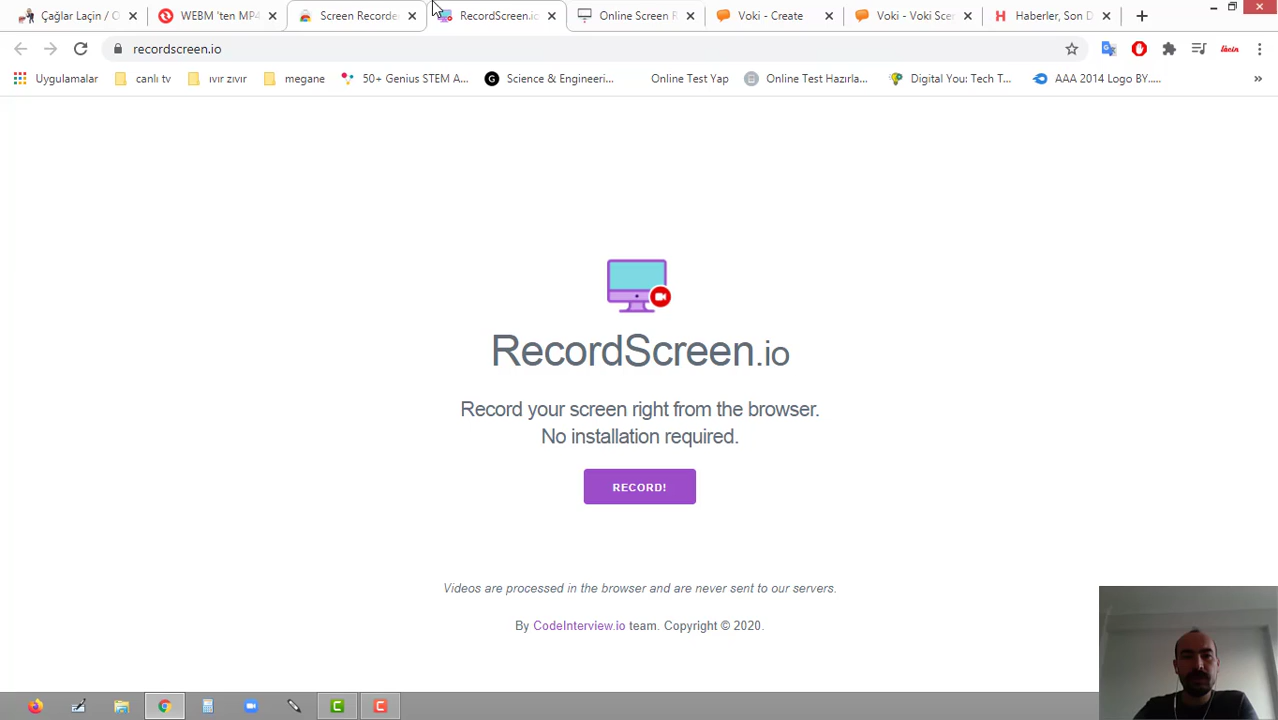 Çağlar Laçin / O
WEBM 'ten MP4
Screen Recorde
RecordScreen.io
Online Screen R
Voki - Create
Voki - Voki Scen
Haberler, Son D
recordscreen.io
Uygulamalar
canlı tv
ıvır zıvır
megane
50+ Genius STEM A...
Science & Engineeri...
Online Test Yap
Online Test Hazırla...
Digital You: Tech T...
AAA 2014 Logo BY.....
RecordScreen.io
Record your screen right from the browser.
No installation required.
RECORD!
Videos are processed in the browser and are never sent to our servers.
By CodeInterview.io team. Copyright © 2020.